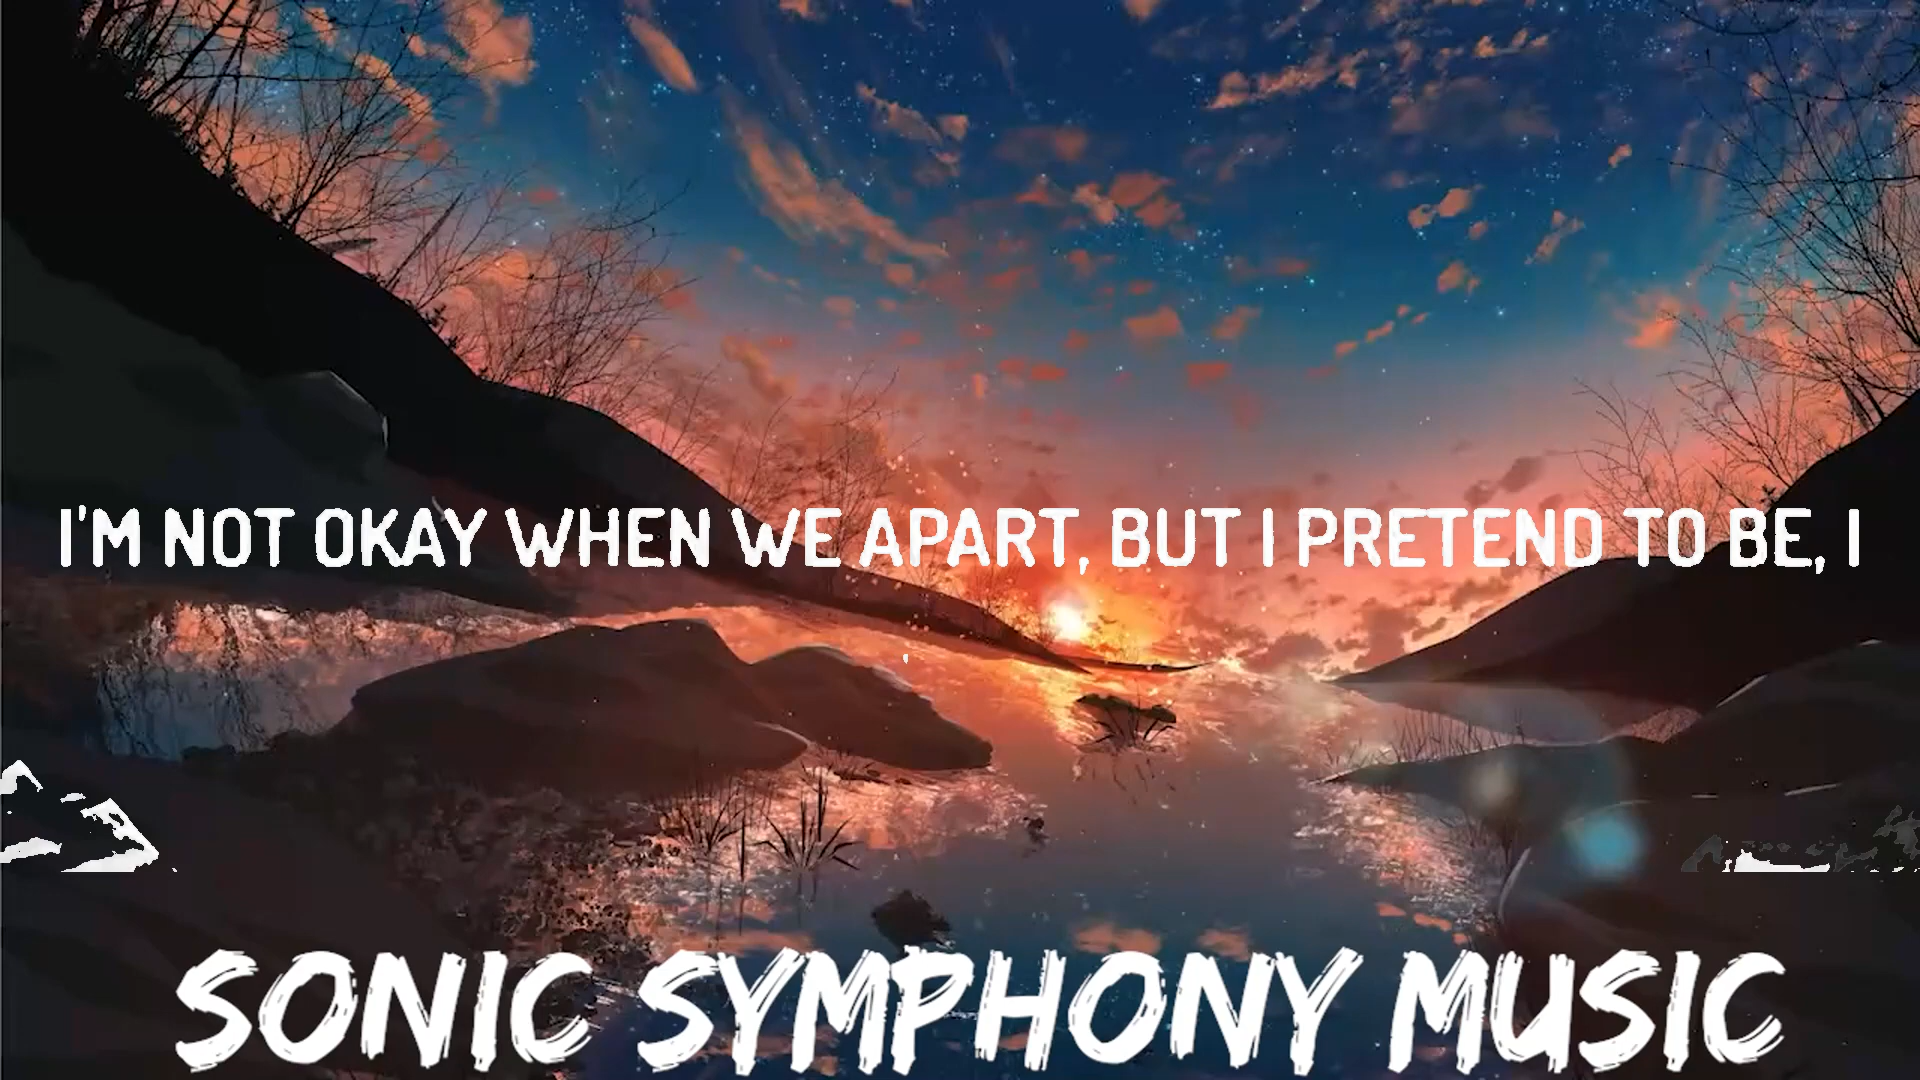 I'M NOT OKAY WHEN WE APART, BUT I PRETEND TO BE, I
SONIC SYMPHONY MUSIC